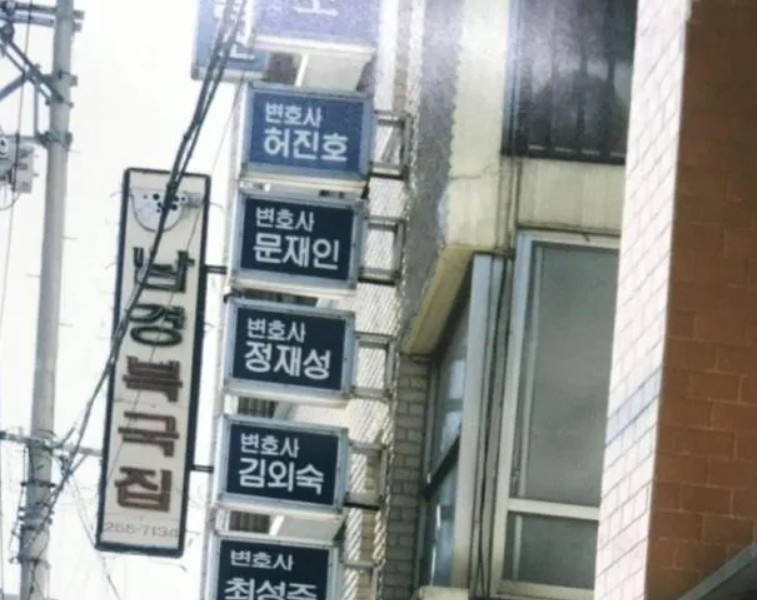 변호사
허진호
변호사
문재인
변호사
정재성
변호사
김외숙
변호사
최성주
남경복국집
255-7134